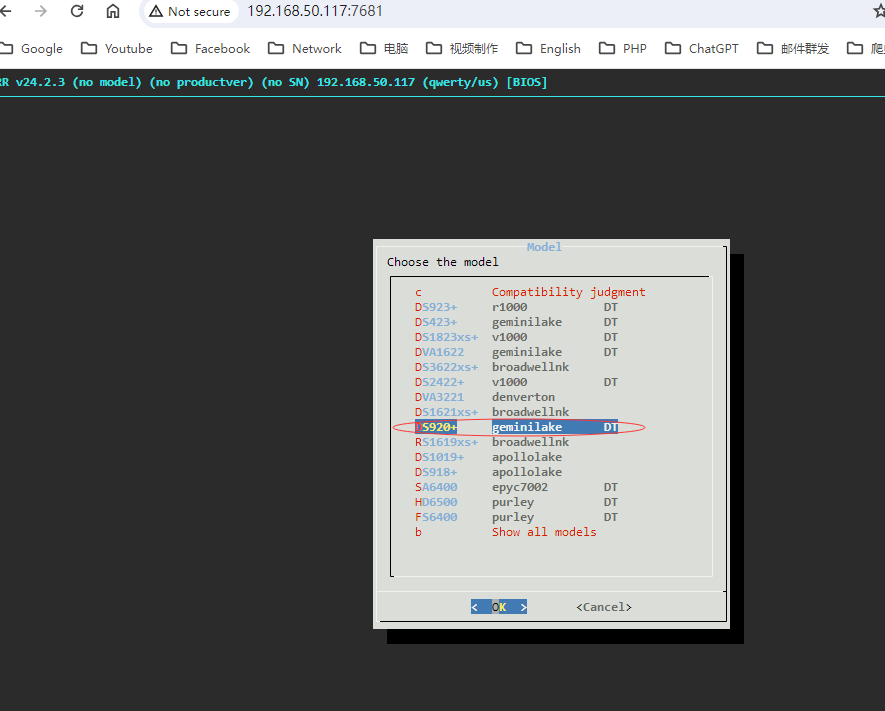 Not secure 192.168.50.117:7681
Google Youtube Facebook Network 电脑 视频制作 English PHP ChatGPT 邮件群发
RR v24.2.3 (no model) (no productver) (no SN) 192.168.50.117 (qwerty/us) [BIOS]
Model
Choose the model
c Compatibility judgment
DS923+ r1000 DT
DS423+ geminilake DT
DS1823xs+ v1000 DT
DVA1622 geminilake DT
DS3622xs+ broadwellnk
DS2422+ v1000 DT
DVA3221 denverton
DS1621xs+ broadwellnk
DS920+ geminilake DT
RS1619xs+ broadwellnk
DS1019+ apollolake
DS918+ apollolake
SA6400 epyc7002 DT
HD6500 purley DT
FS6400 purley DT
b Show all models
< OK > <Cancel>